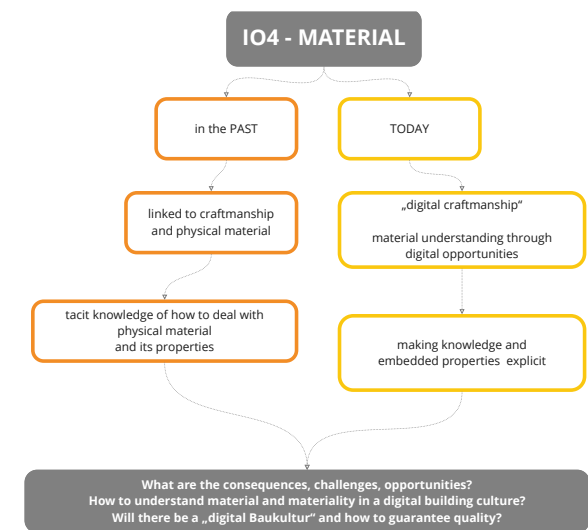 IO4 - MATERIAL
in the PAST
TODAY
linked to craftmanship
and physical material
„digital craftmanship“
material understanding through
digital opportunities
tacit knowledge of how to deal with
physical material
and its properties
making knowledge and
embedded properties explicit
What are the consequences, challenges, opportunities?
How to understand material and materiality in a digital building culture?
Will there be a „digital Baukultur“ and how to guarantee quality?